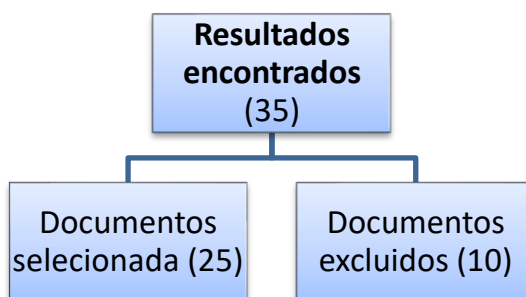 Resultados
encontrados
(35)
Documentos
selecionada (25)
Documentos
excluidos (10)